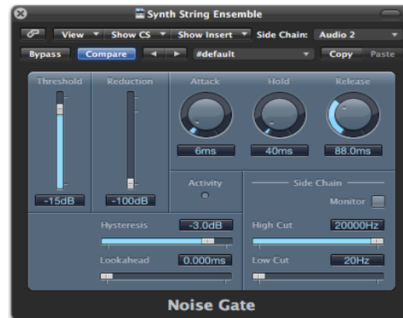 Synth String Ensemble
View Show CS Show Insert Side Chain: Audio 2
Bypass Compare #default Copy Paste
Threshold Reduction Attack Hold Release
6ms 40ms 88.0ms
Activity Side Chain
Monitor
-15dB -100dB
Hysteresis -3.0dB High Cut 20000Hz
Lookahead 0.000ms Low Cut 20Hz
Noise Gate